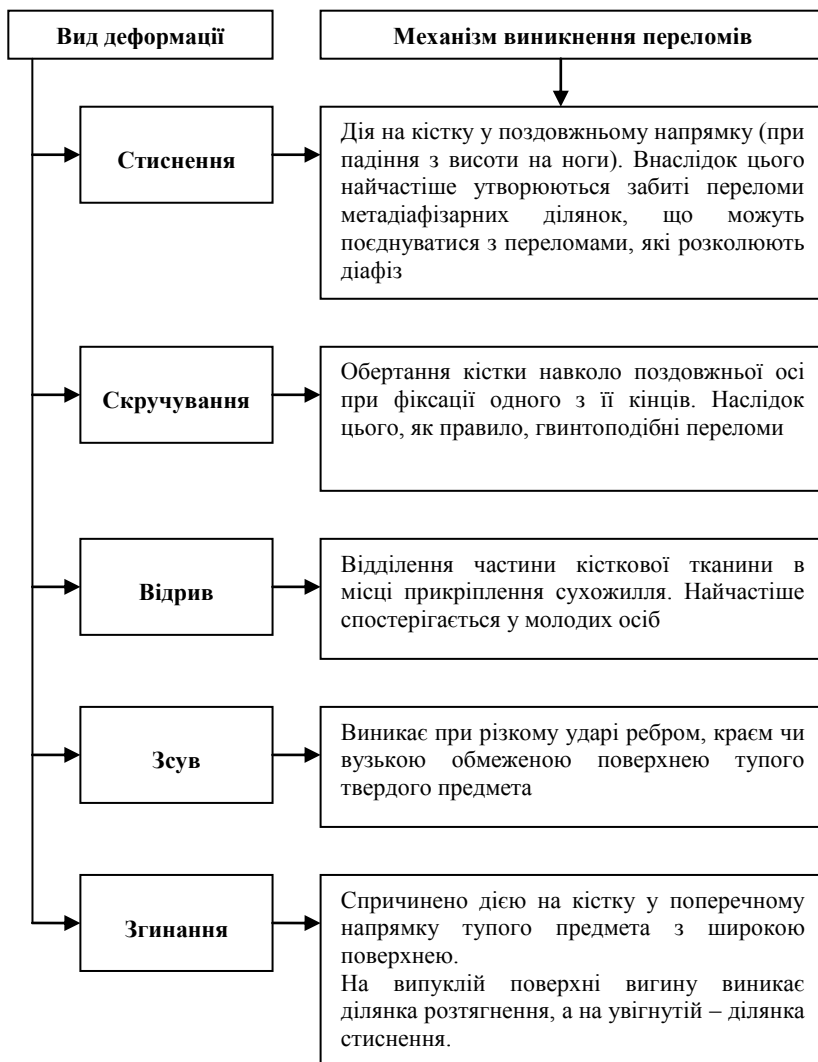 Вид деформації
Механізм виникнення переломів
Стиснення
Дія на кістку у поздовжньому напрямку (при
падіння з висоти на ноги). Внаслідок цього
найчастіше утворюються забиті переломи
метадіафізарних ділянок, що можуть
поєднуватися з переломами, які розколюють
діафіз
Скручування
Обертання кістки навколо поздовжньої осі
при фіксації одного з її кінців. Наслідок
цього, як правило, гвинтоподібні переломи
Відрив
Відділення частини кісткової тканини в
місці прикріплення сухожилля. Найчастіше
спостерігається у молодих осіб
Зсув
Виникає при різкому ударі ребром, краєм чи
вузькою обмеженою поверхнею тупого
твердого предмета
Згинання
Спричинено дією на кістку у поперечному
напрямку тупого предмета з широкою
поверхнею.
На випуклій поверхні вигину виникає
ділянка розтягнення, а на увігнутій – ділянка
стиснення.